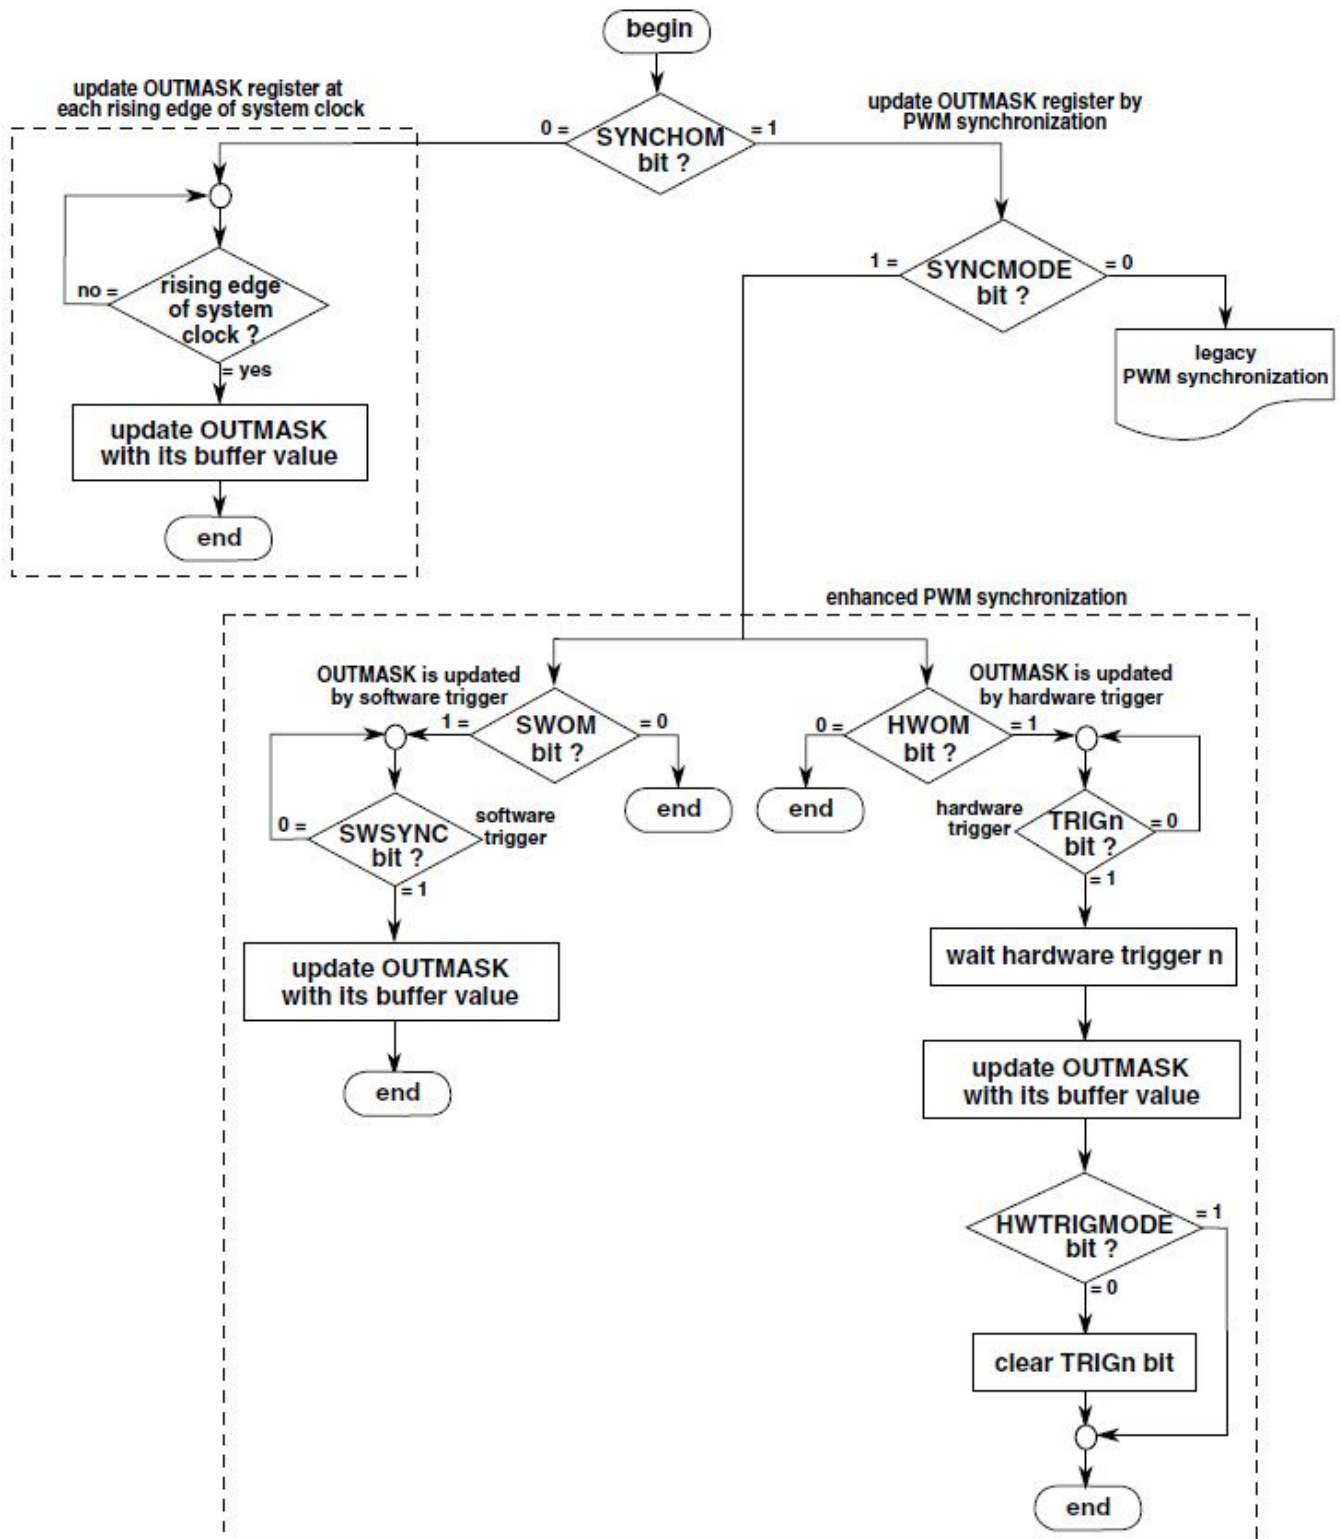 begin
update OUTMASK register at
each rising edge of system clock
update OUTMASK register by
PWM synchronization
0 =
SYNCHOM
bit ?
= 1
1 =
SYNCMODE
bit ?
= 0
no =
rising edge
of system
clock ?
= yes
legacy
PWM synchronization
update OUTMASK
with its buffer value
end
enhanced PWM synchronization
OUTMASK is updated
by software trigger
OUTMASK is updated
by hardware trigger
1 =
SWOM
bit ?
= 0
0 =
HWOM
bit ?
= 1
end
end
0 =
SWSYNC
bit ?
software
trigger
= 1
hardware
trigger
TRIGn
bit ?
= 0
= 1
update OUTMASK
with its buffer value
end
wait hardware trigger n
update OUTMASK
with its buffer value
HWTRIGMODE
bit ?
= 1
= 0
clear TRIGn bit
end